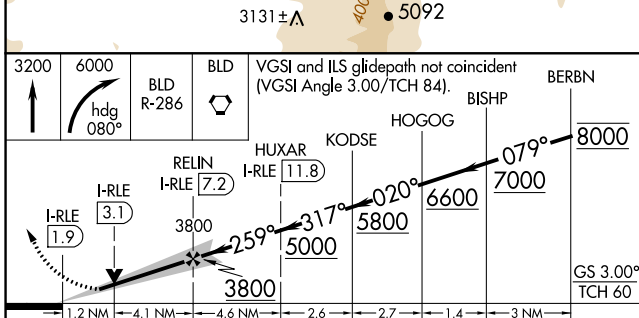 3131±
400
5092
3200
6000
hdg
080°
BLD
R-286
BLD
VGSI and ILS glidepath not coincident
(VGSI Angle 3.00/TCH 84).
BERBN
BISHP
HOGOG
KODSE
HUXAR
I-RLE 11.8
RELIN
I-RLE 7.2
I-RLE
3.1
I-RLE
1.9
8000
079°
7000
6600
020°
5800
317°
5000
259°
3800
3800
GS 3.00°
TCH 60
1.2 NM
4.1 NM
4.6 NM
2.6
2.7
1.4
3 NM